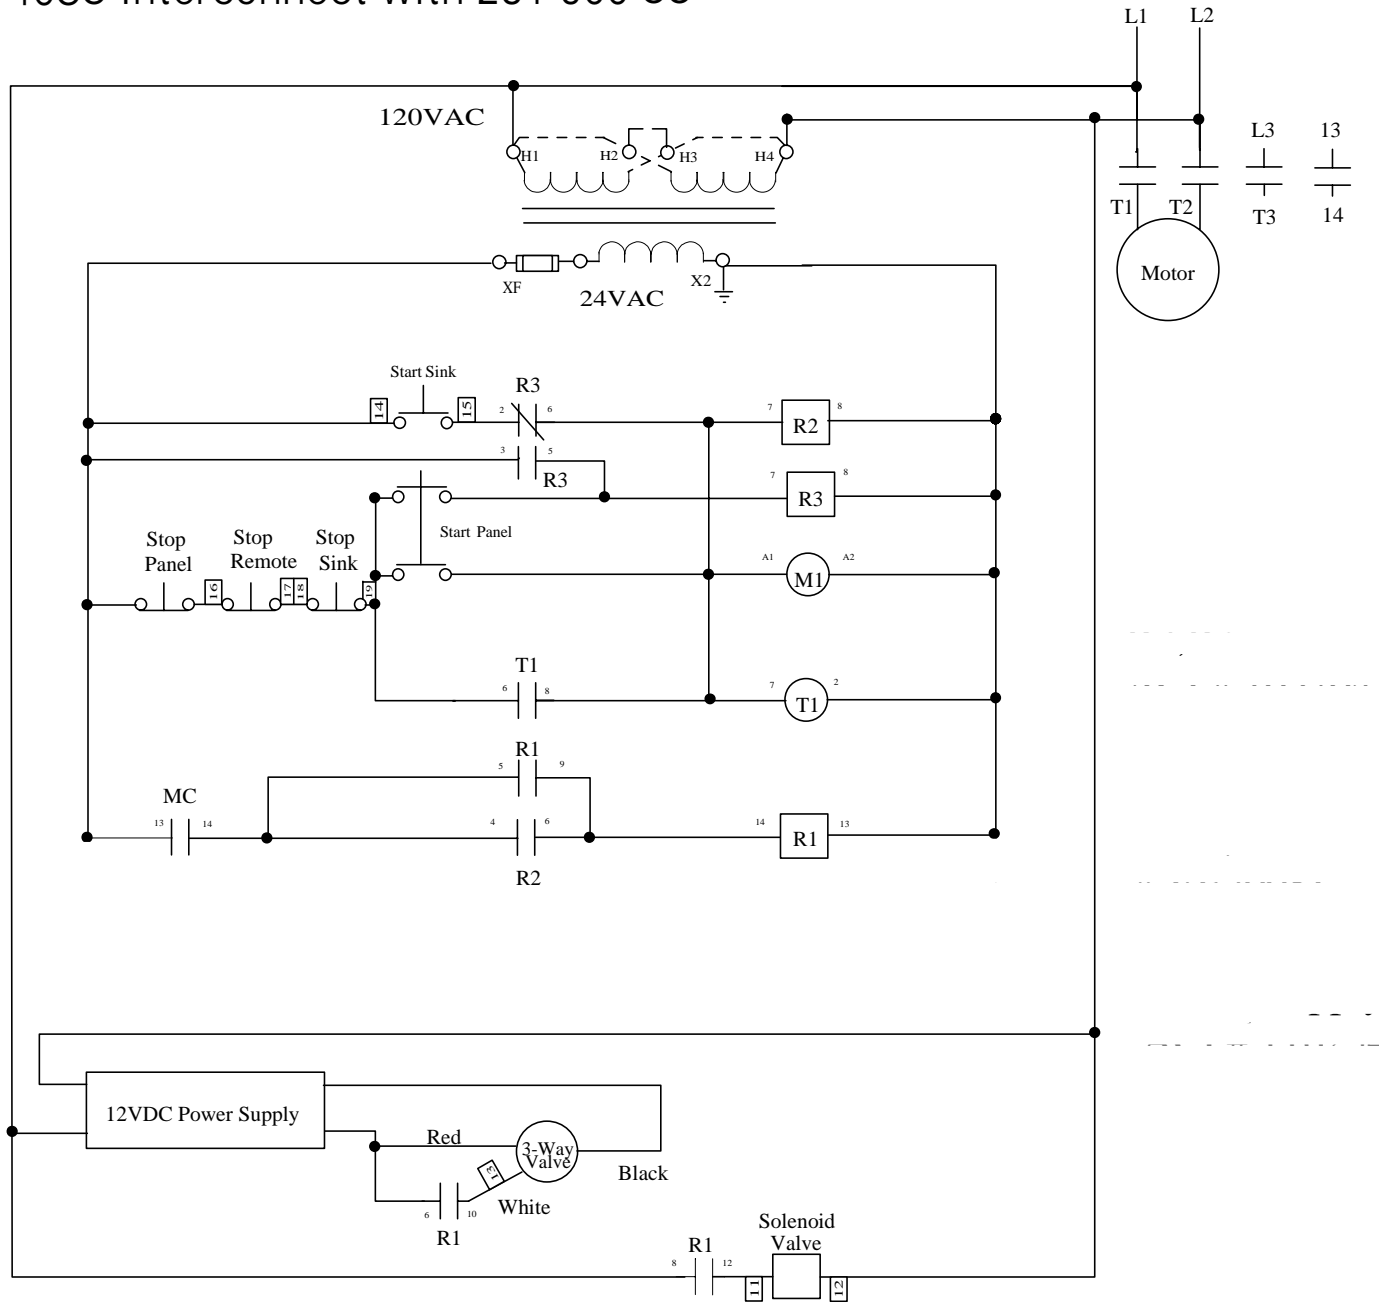 L1
L2
120VAC
H1
H2
H3
H4
L3
13
T1
T2
T3
14
Motor
XF
24VAC
X2
Start Sink
R3
14
15
2
6
7
R2
8
3
5
R3
7
R3
8
Start Panel
Stop
Panel
Stop
Remote
Stop
Sink
16
17
18
19
A1
M1
A2
T1
6
8
7
T1
2
R1
5
9
MC
13
14
4
6
R2
14
R1
13
12VDC Power Supply
Red
3-Way
Valve
Black
13
White
6
10
R1
Solenoid
Valve
R1
8
12
11
12